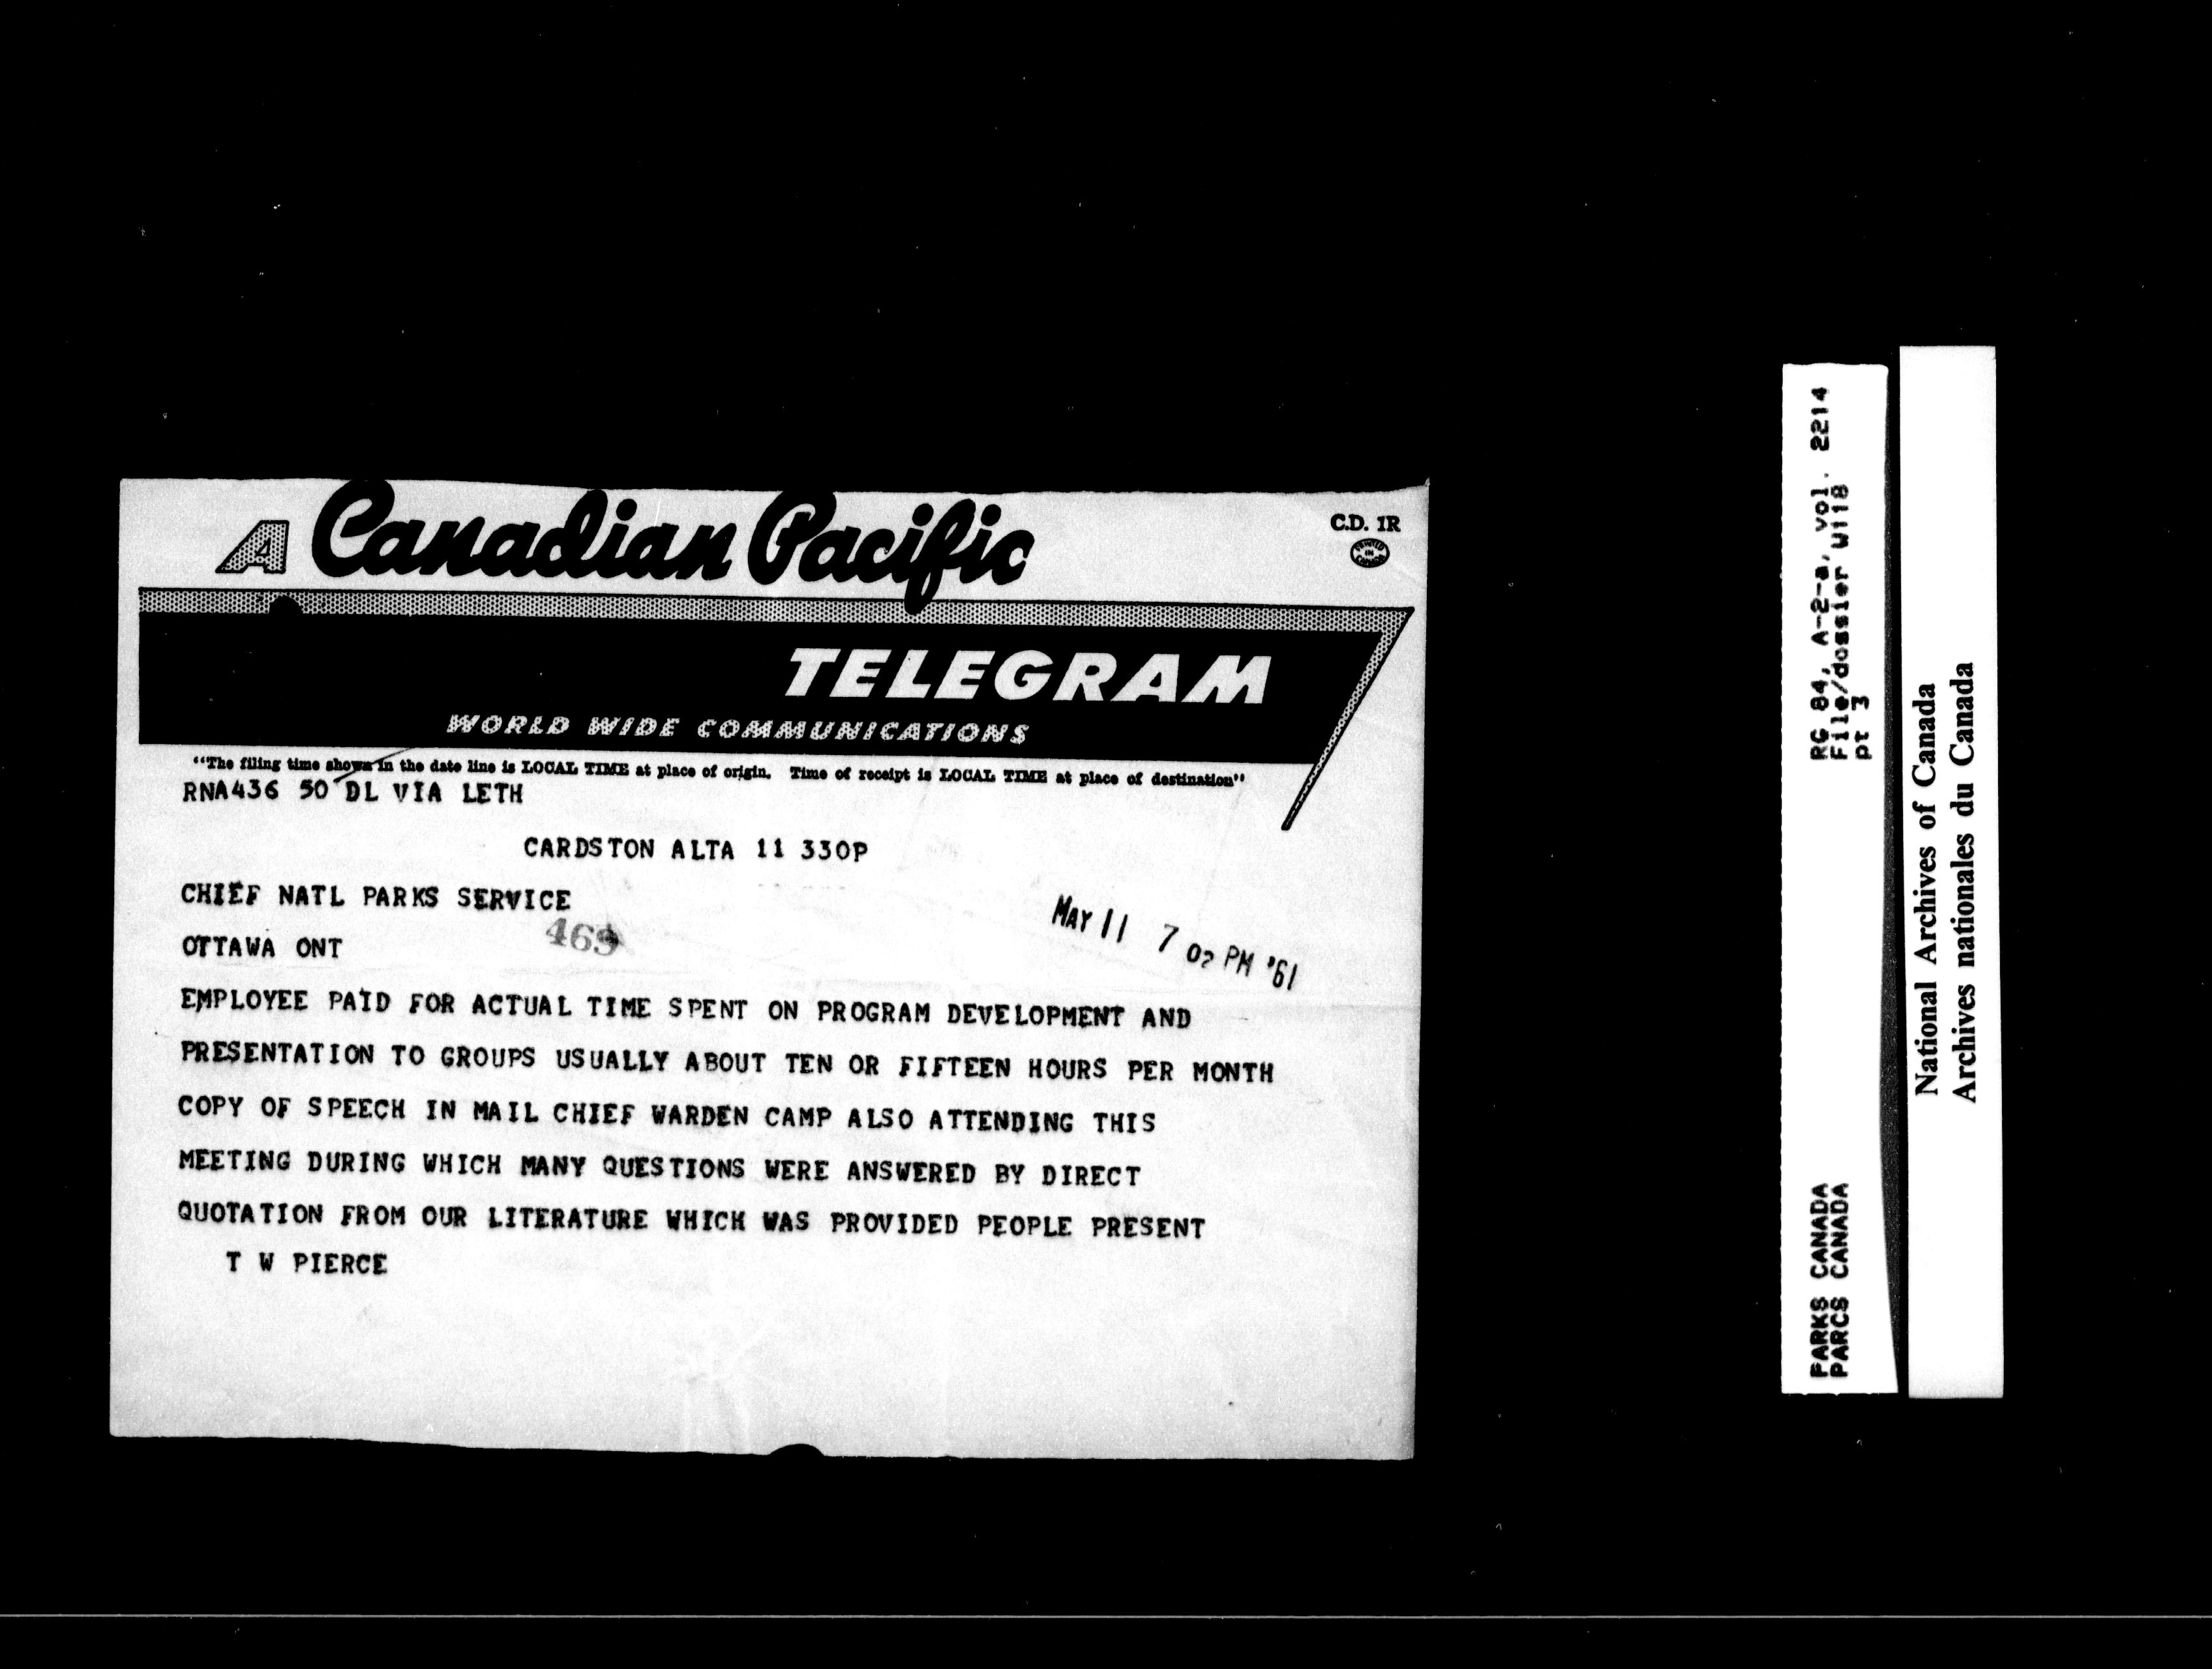 A Canadian Pacific
C.D. 1R
PRINTED IN CANADA
TELEGRAM
WORLD WIDE COMMUNICATIONS
"The filing time shown in the date line is LOCAL TIME at place of origin. Time of receipt is LOCAL TIME at place of destination"
RNA436 50 DL VIA LETH
CARDSTON ALTA 11 330P
CHIEF NATL PARKS SERVICE
463
OTTAWA ONT
MAY 11 7 02 PM '61
EMPLOYEE PAID FOR ACTUAL TIME SPENT ON PROGRAM DEVELOPMENT AND
PRESENTATION TO GROUPS USUALLY ABOUT TEN OR FIFTEEN HOURS PER MONTH
COPY OF SPEECH IN MAIL CHIEF WARDEN CAMP ALSO ATTENDING THIS
MEETING DURING WHICH MANY QUESTIONS WERE ANSWERED BY DIRECT
QUOTATION FROM OUR LITERATURE WHICH WAS PROVIDED PEOPLE PRESENT
T W PIERCE
PARKS CANADA
PARCS CANADA
RG 84, A-2-a, vol. 2214
File/dossier W118
pt 3
National Archives of Canada
Archives nationales du Canada